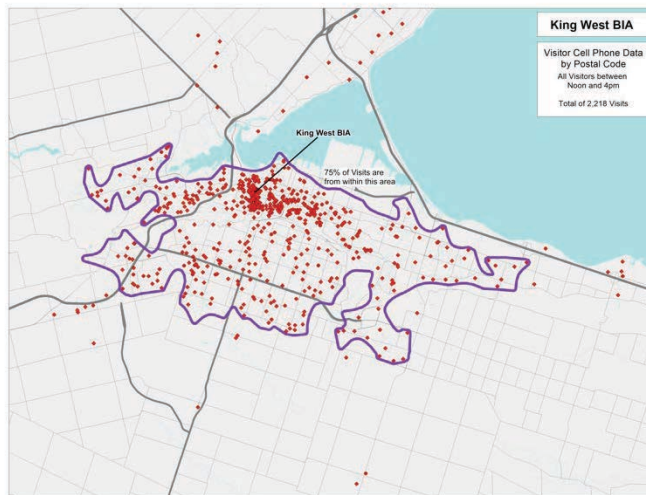 King West BIA
Visitor Cell Phone Data
by Postal Code
All Visitors between
Noon and 4pm
Total of 2,218 Visits
King West BIA
75% of Visits are
from within this area